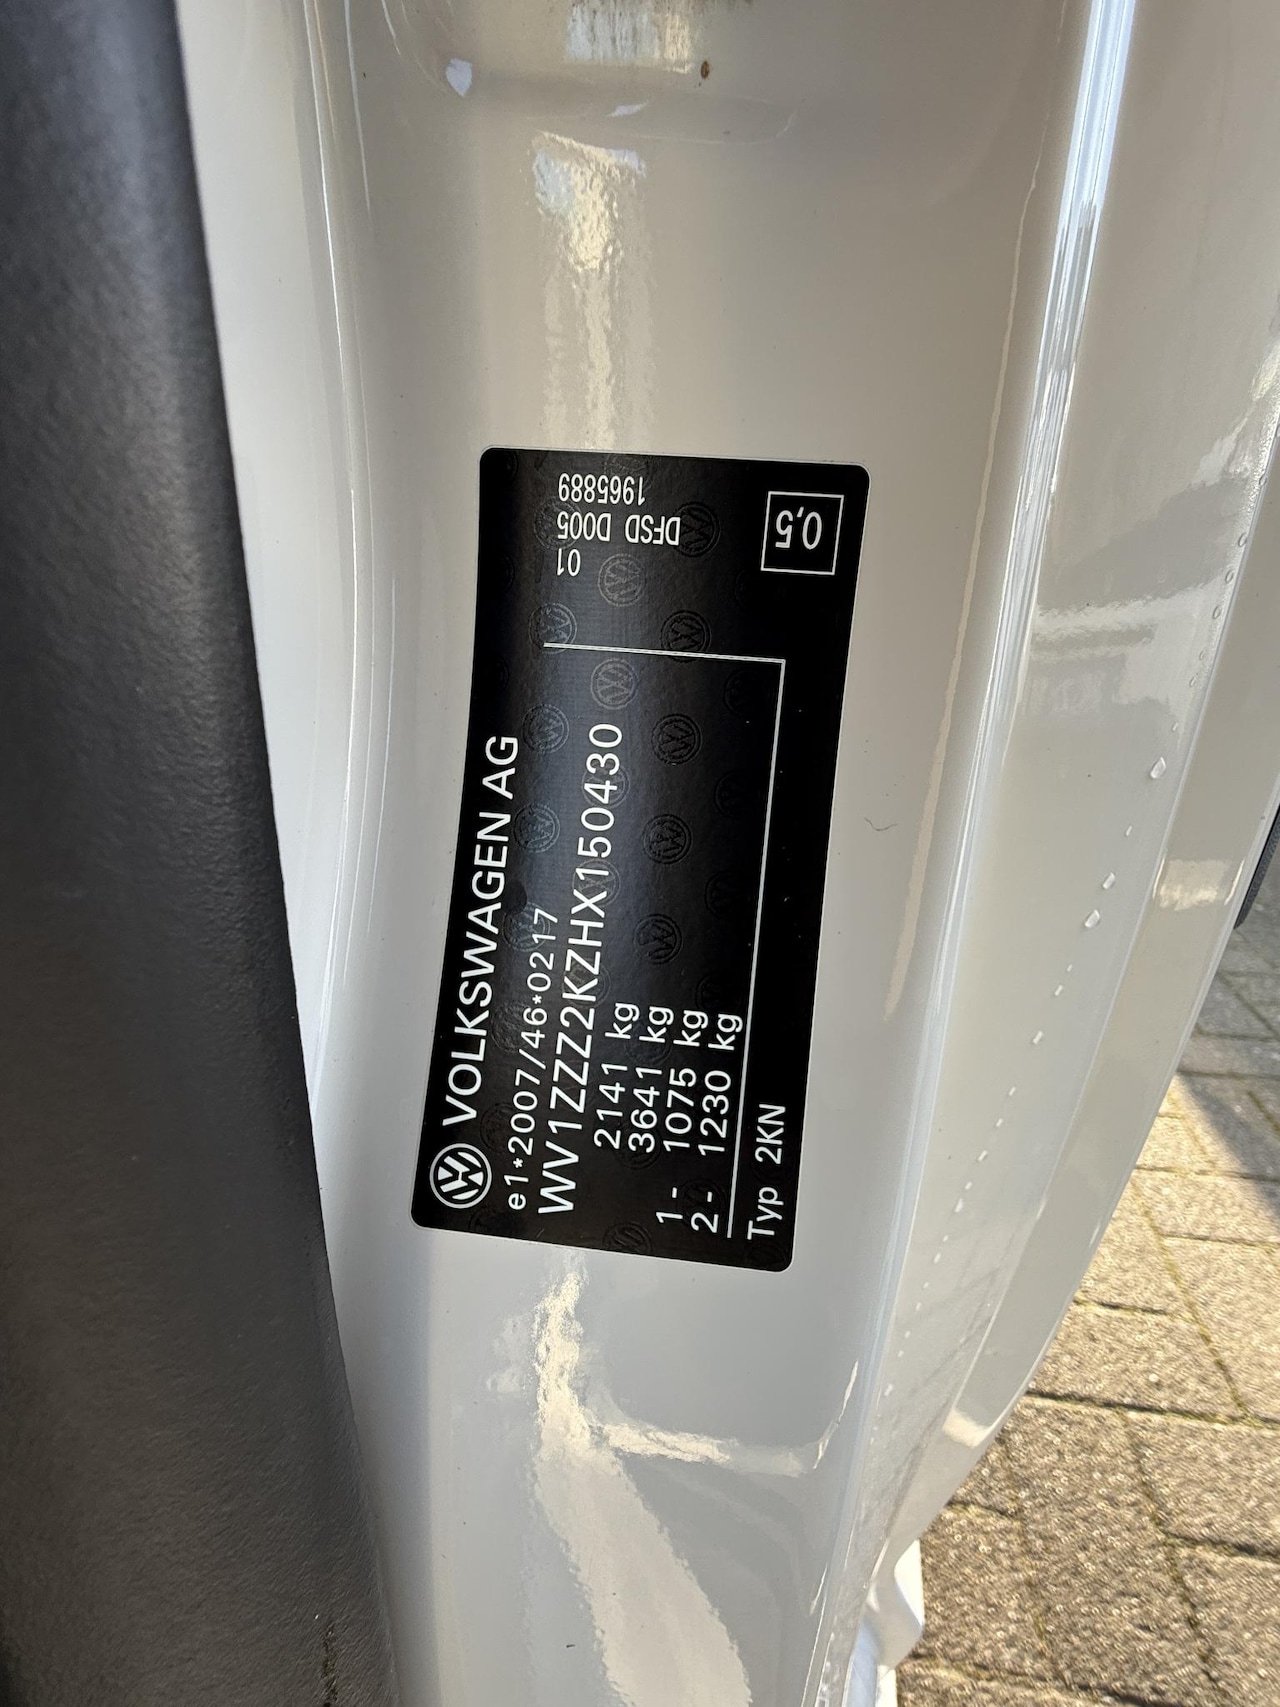 VOLKSWAGEN AG
e1*2007/46*0217
WV1ZZZ2KZHX150430
2141 kg
3641 kg
1- 1075 kg
2- 1230 kg
Typ 2KN
01
DFSD D005
1965889
0,5